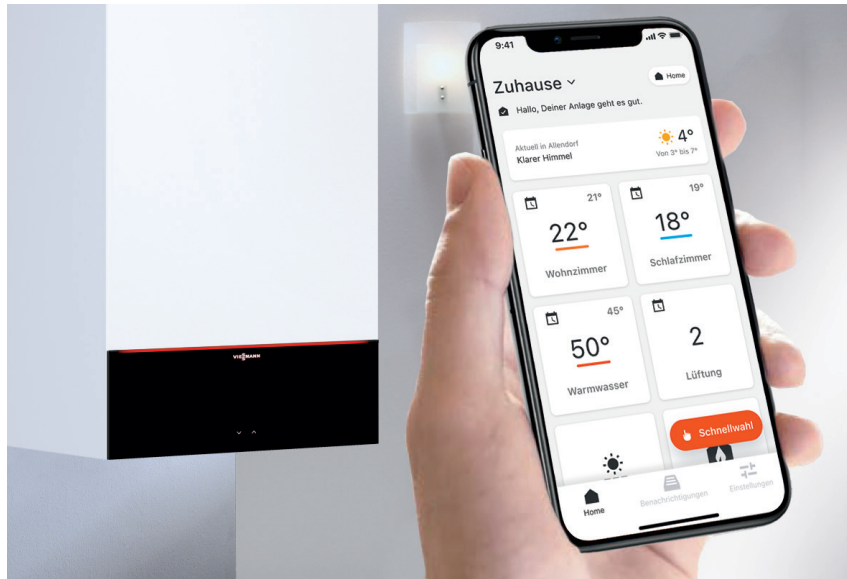 VIESMANN
9:41
Zuhause
Home
Hallo, Deiner Anlage geht es gut.
Aktuell in Allendorf
Klarer Himmel
4°
Von 3° bis 7°
21°
22°
Wohnzimmer
19°
18°
Schlafzimmer
45°
50°
Warmwasser
2
Lüftung
Schnellwahl
Home
Benachrichtigungen
Einstellungen